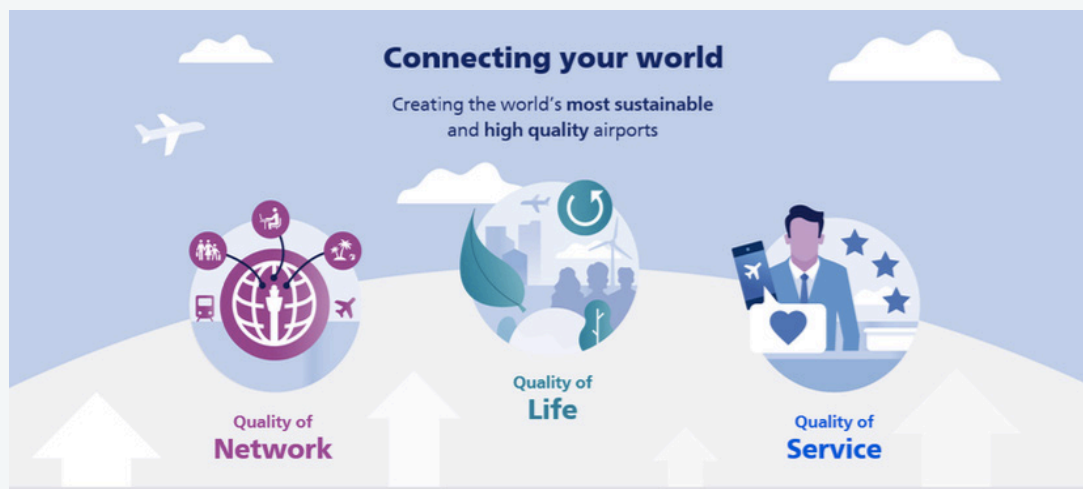 Connecting your world
Creating the world's most sustainable
and high quality airports
Quality of
Network
Quality of
Life
Quality of
Service